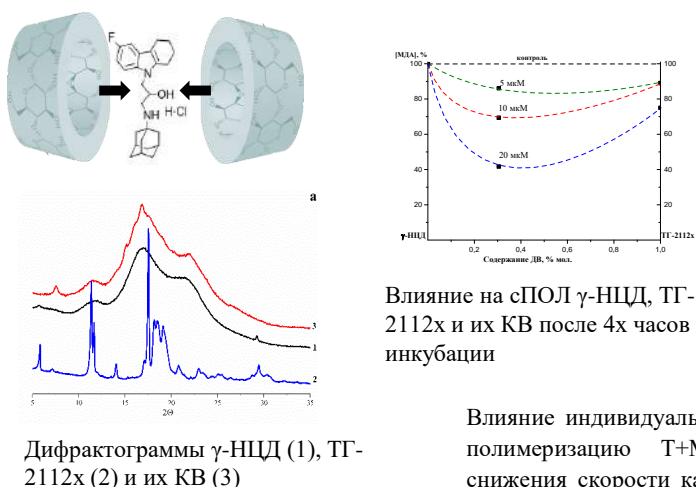 F
N
OH
H-Cl
NH
а
3
1
2
5 10 15 20 25 30 35
2Θ
Дифрактограммы γ-НЦД (1), ТГ-
2112х (2) и их КВ (3)
[МДА], %
контроль
100 100
5 мкМ
80 80
10 мкМ
60 60
20 мкМ
40 40
20 20
γ-НЦД ТГ-2112х
0,2 0,4 0,6 0,8 1,0
Содержание ДВ, % мол.
Влияние на сПОЛ γ-НЦД, ТГ-
2112х и их КВ после 4х часов
инкубации
Влияние индивидуаль
полимеризацию Т+М
снижения скорости ка